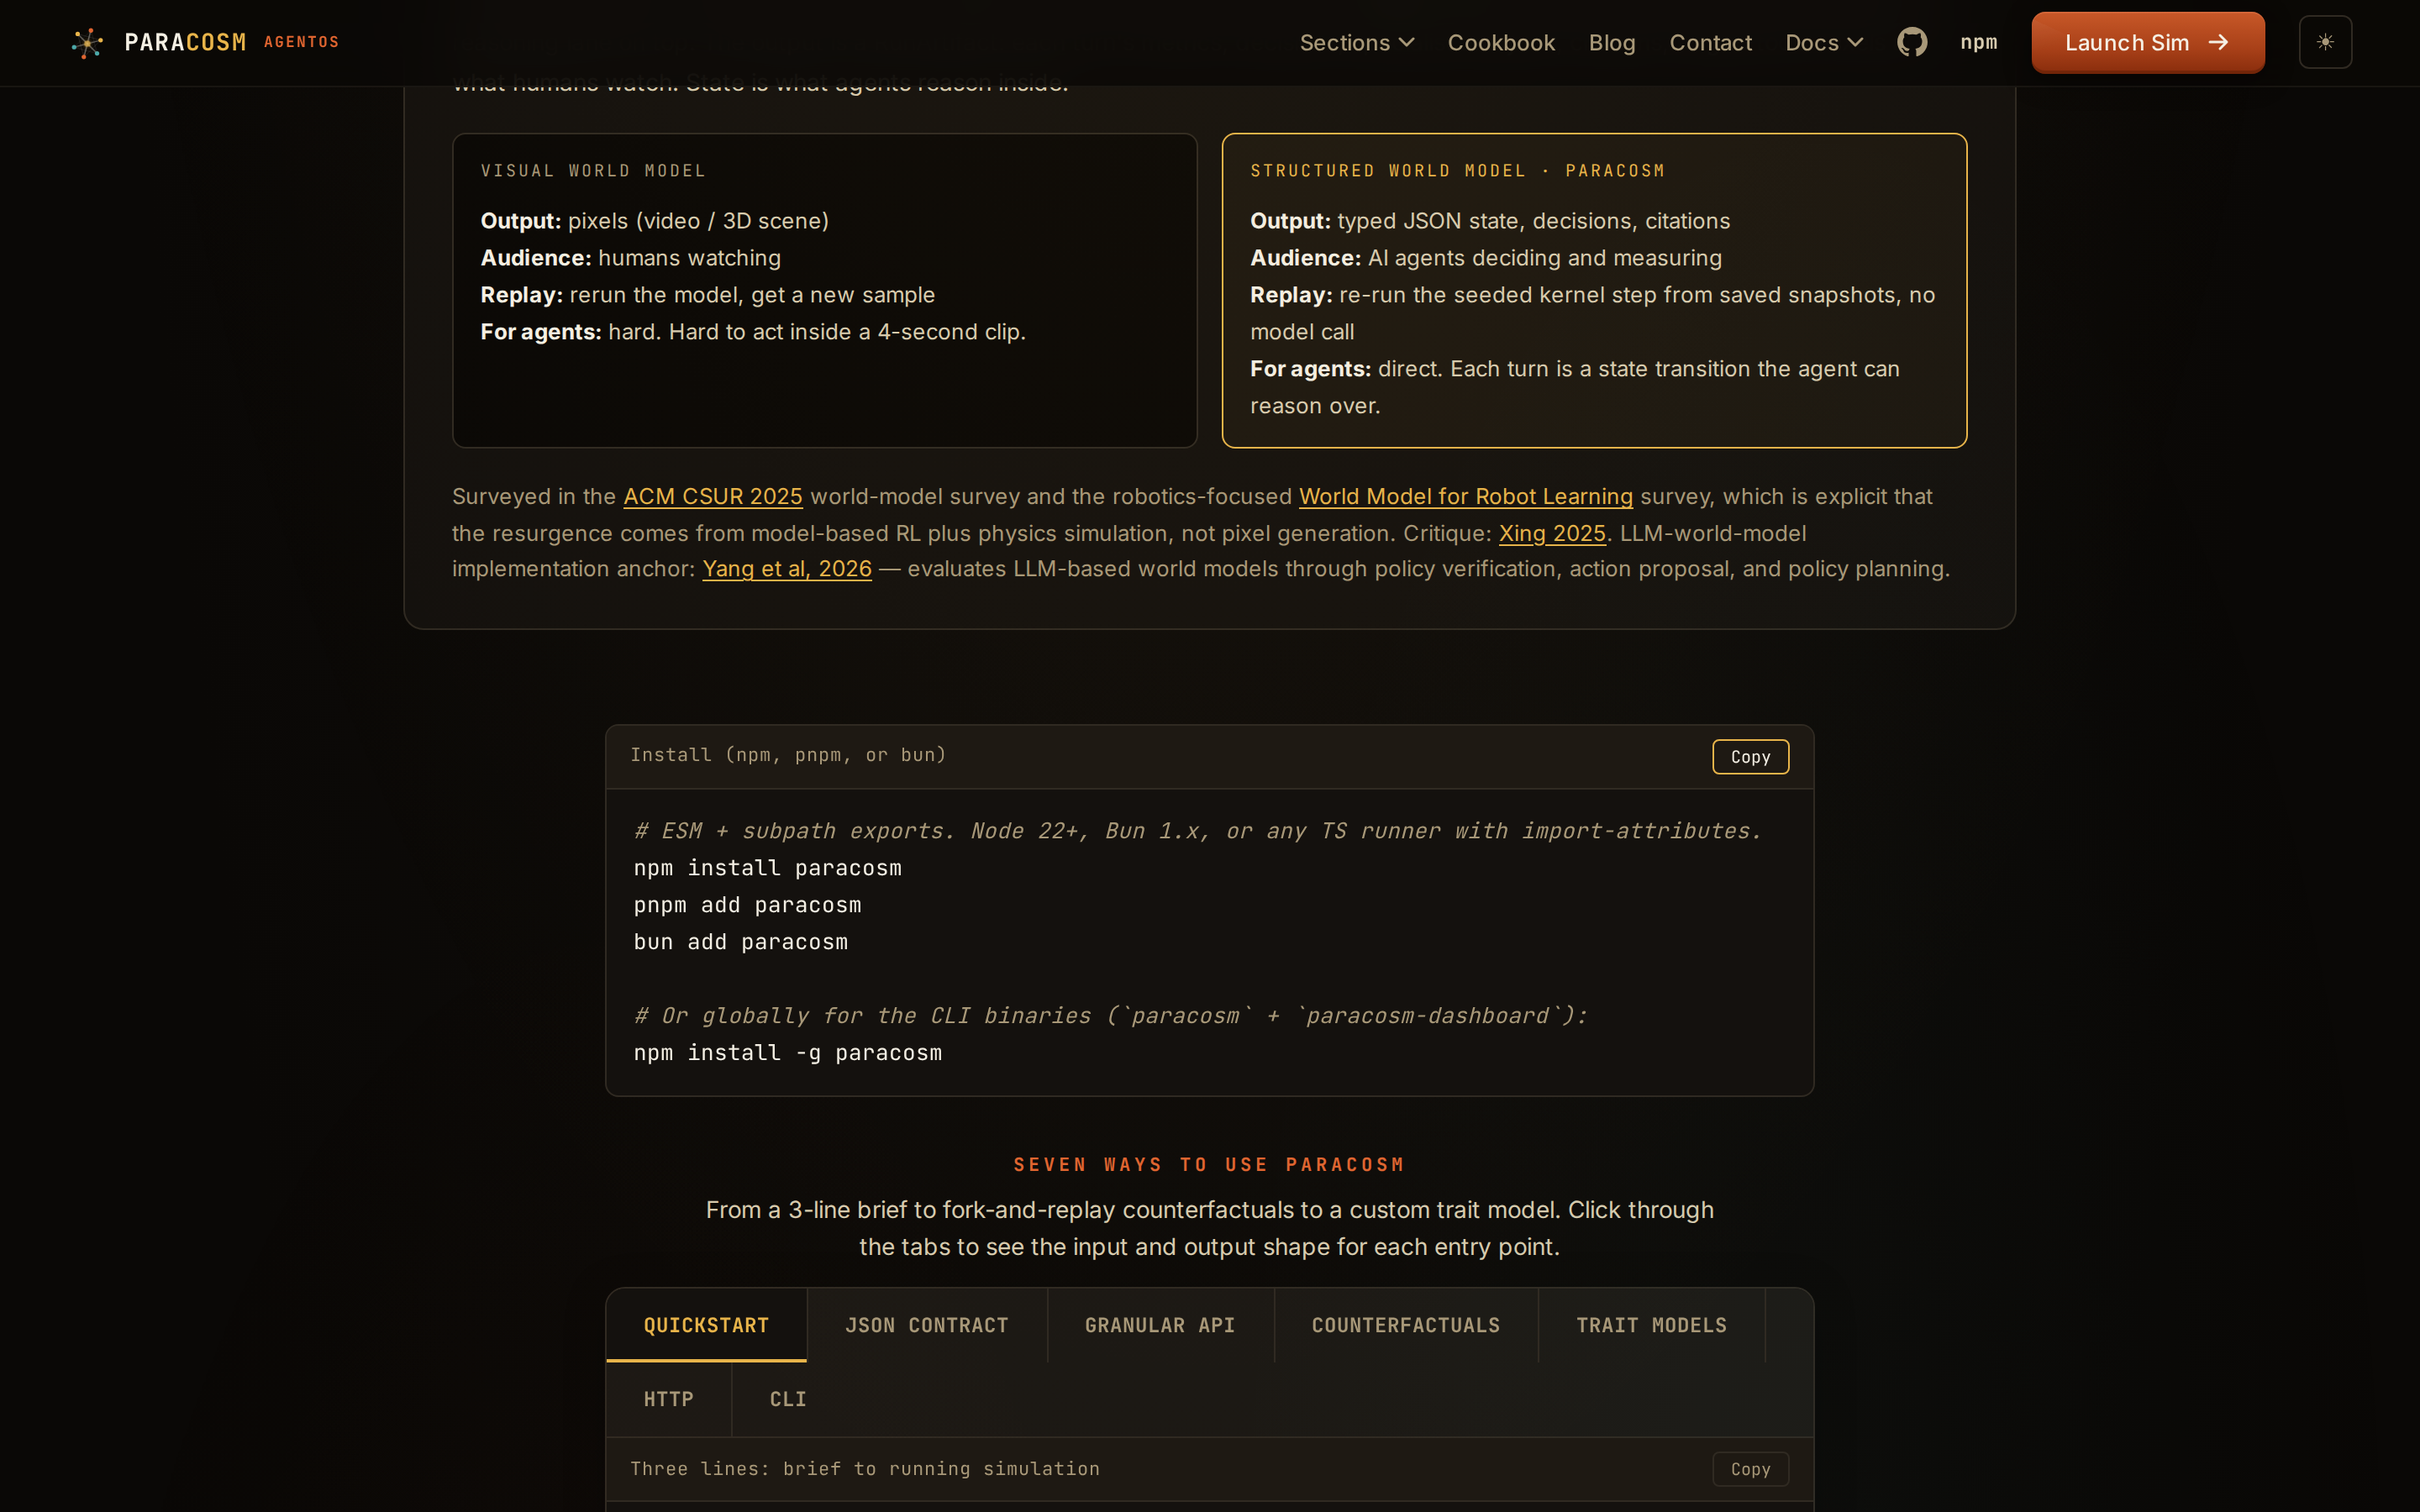 PARACOSM AGENTOS
Sections
Cookbook
Blog
Contact
Docs
npm
Launch Sim →
what humans watch. State is what agents reason inside.
VISUAL WORLD MODEL
Output: pixels (video / 3D scene)
Audience: humans watching
Replay: rerun the model, get a new sample
For agents: hard. Hard to act inside a 4-second clip.
STRUCTURED WORLD MODEL · PARACOSM
Output: typed JSON state, decisions, citations
Audience: AI agents deciding and measuring
Replay: re-run the seeded kernel step from saved snapshots, no
model call
For agents: direct. Each turn is a state transition the agent can
reason over.
Surveyed in the ACM CSUR 2025 world-model survey and the robotics-focused World Model for Robot Learning survey, which is explicit that
the resurgence comes from model-based RL plus physics simulation, not pixel generation. Critique: Xing 2025. LLM-world-model
implementation anchor: Yang et al, 2026 — evaluates LLM-based world models through policy verification, action proposal, and policy planning.
Install (npm, pnpm, or bun)
Copy
# ESM + subpath exports. Node 22+, Bun 1.x, or any TS runner with import-attributes.
npm install paracosm
pnpm add paracosm
bun add paracosm
# Or globally for the CLI binaries (`paracosm` + `paracosm-dashboard`):
npm install -g paracosm
SEVEN WAYS TO USE PARACOSM
From a 3-line brief to fork-and-replay counterfactuals to a custom trait model. Click through
the tabs to see the input and output shape for each entry point.
QUICKSTART
JSON CONTRACT
GRANULAR API
COUNTERFACTUALS
TRAIT MODELS
HTTP
CLI
Three lines: brief to running simulation
Copy